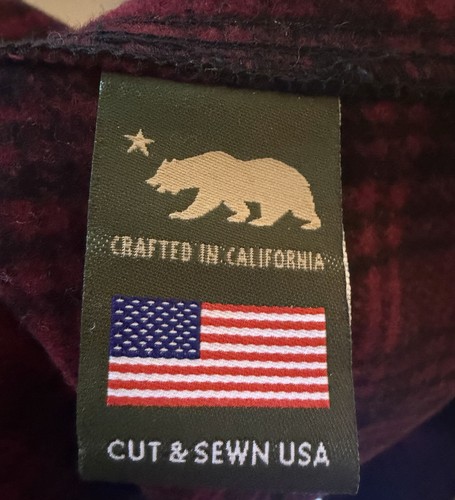 CRAFTED IN CALIFORNIA
CUT & SEWN USA